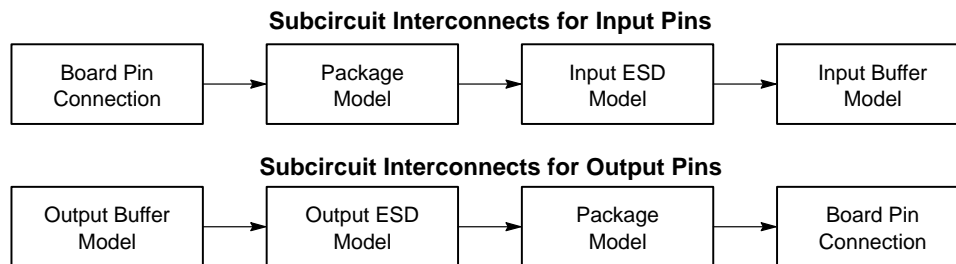 Subcircuit Interconnects for Input Pins
Board Pin
Connection
Package
Model
Input ESD
Model
Input Buffer
Model
Subcircuit Interconnects for Output Pins
Output Buffer
Model
Output ESD
Model
Package
Model
Board Pin
Connection